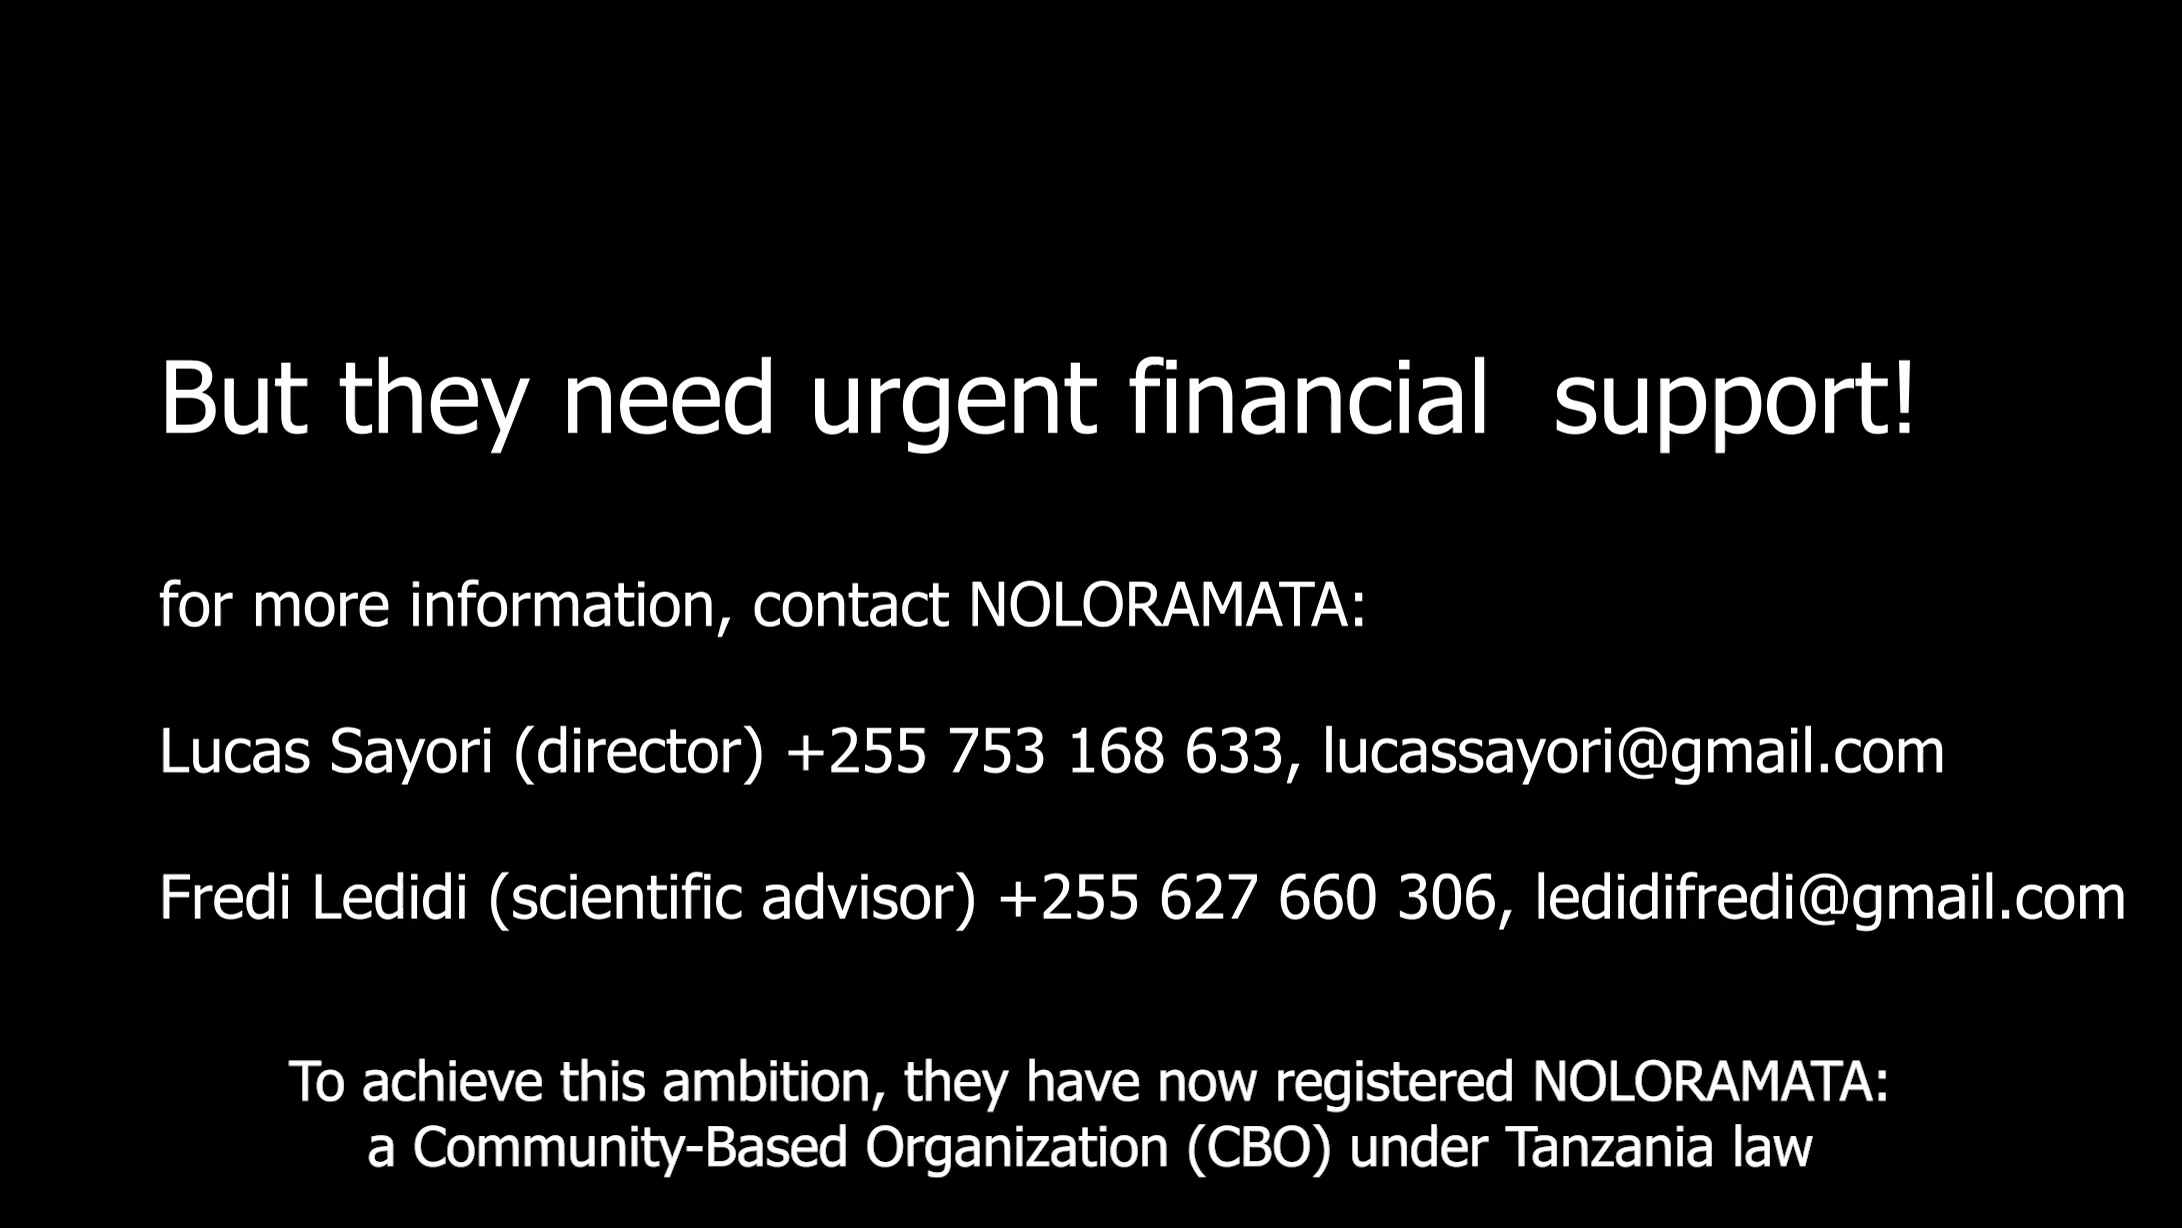 But they need urgent financial  support!
for more information, contact NOLORAMATA:
Lucas Sayori (director) +255 753 168 633, lucassayori@gmail.com
Fredi Ledidi (scientific advisor) +255 627 660 306, ledidifredi@gmail.com
To achieve this ambition, they have now registered NOLORAMATA:
a Community-Based Organization (CBO) under Tanzania law